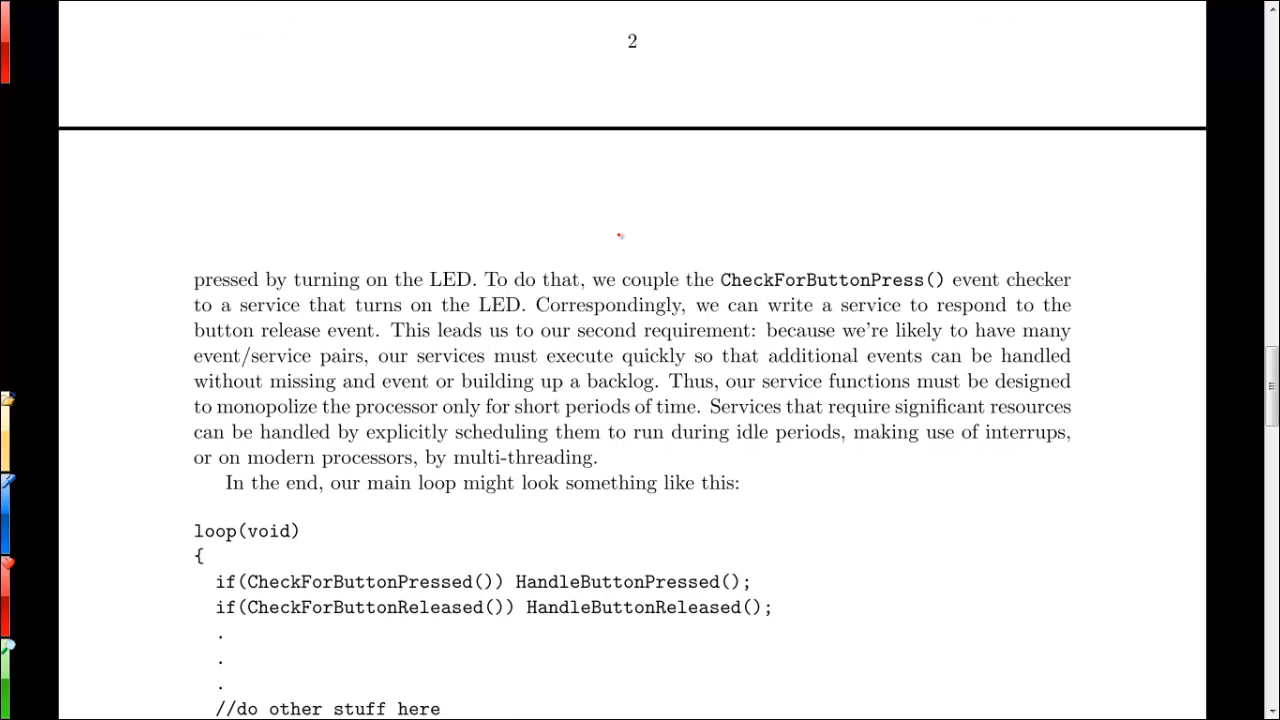 2
pressed by turning on the LED. To do that, we couple the CheckForButtonPress() event checker
to a service that turns on the LED. Correspondingly, we can write a service to respond to the
button release event. This leads us to our second requirement: because we're likely to have many
event/service pairs, our services must execute quickly so that additional events can be handled
without missing and event or building up a backlog. Thus, our service functions must be designed
to monopolize the processor only for short periods of time. Services that require significant resources
can be handled by explicitly scheduling them to run during idle periods, making use of interrups,
or on modern processors, by multi-threading.
In the end, our main loop might look something like this:
loop(void)
{
if(CheckForButtonPressed()) HandleButtonPressed();
if(CheckForButtonReleased()) HandleButtonReleased();
.
.
.
//do other stuff here